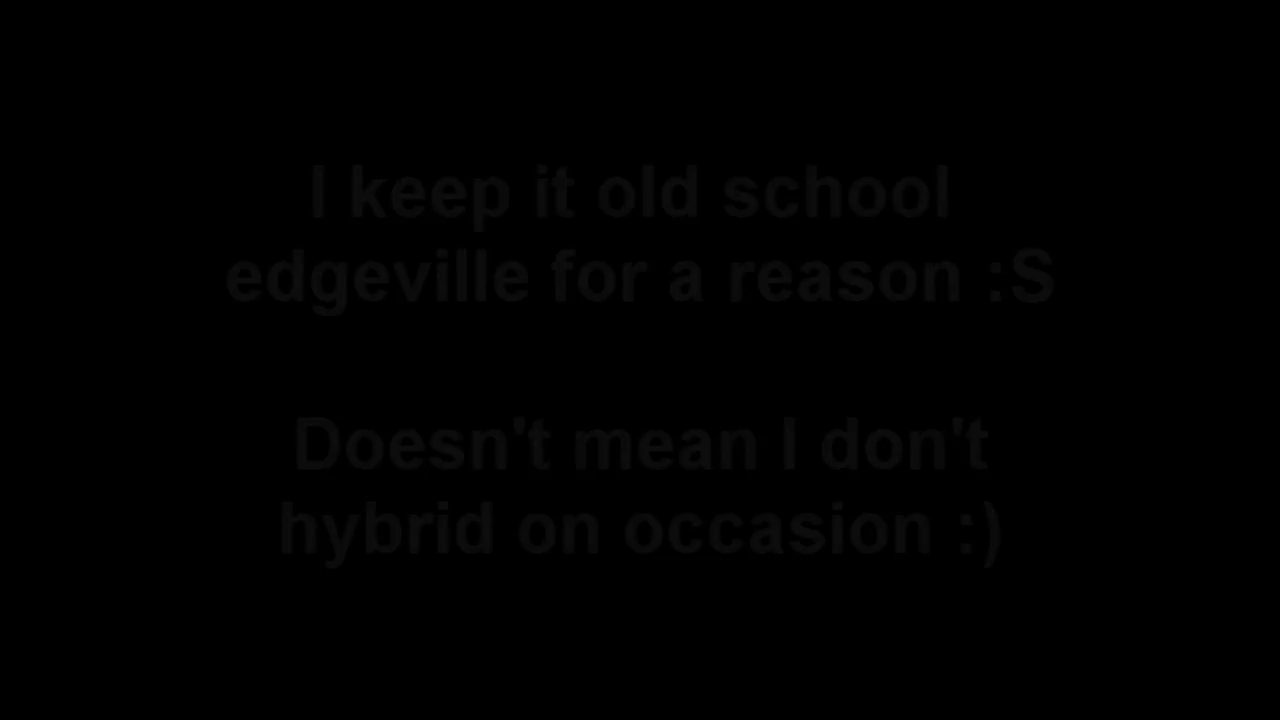 I keep it old school
edgeville for a reason :S
Doesn't mean I don't
hybrid on occasion :)